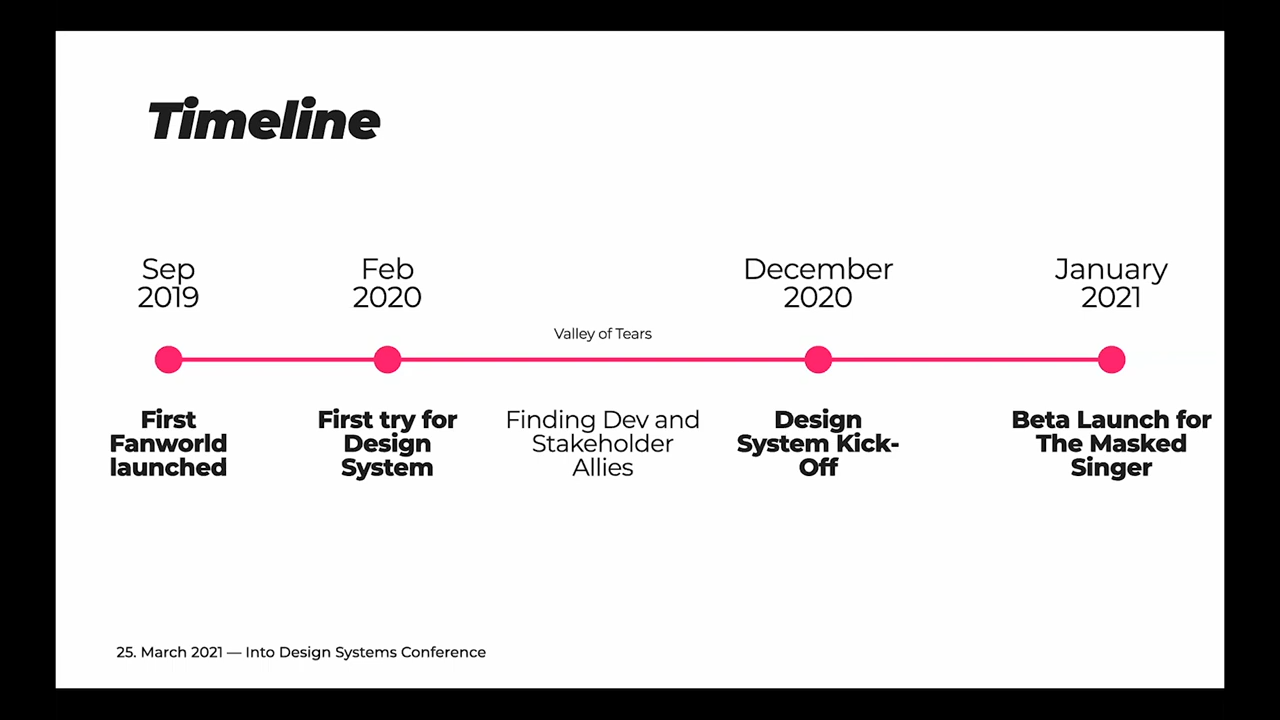 Timeline
Sep
2019
Feb
2020
December
2020
January
2021
Valley of Tears
First
Fanworld
launched
First try for
Design
System
Finding Dev and
Stakeholder
Allies
Design
System Kick-
Off
Beta Launch for
The Masked
Singer
25. March 2021 — Into Design Systems Conference